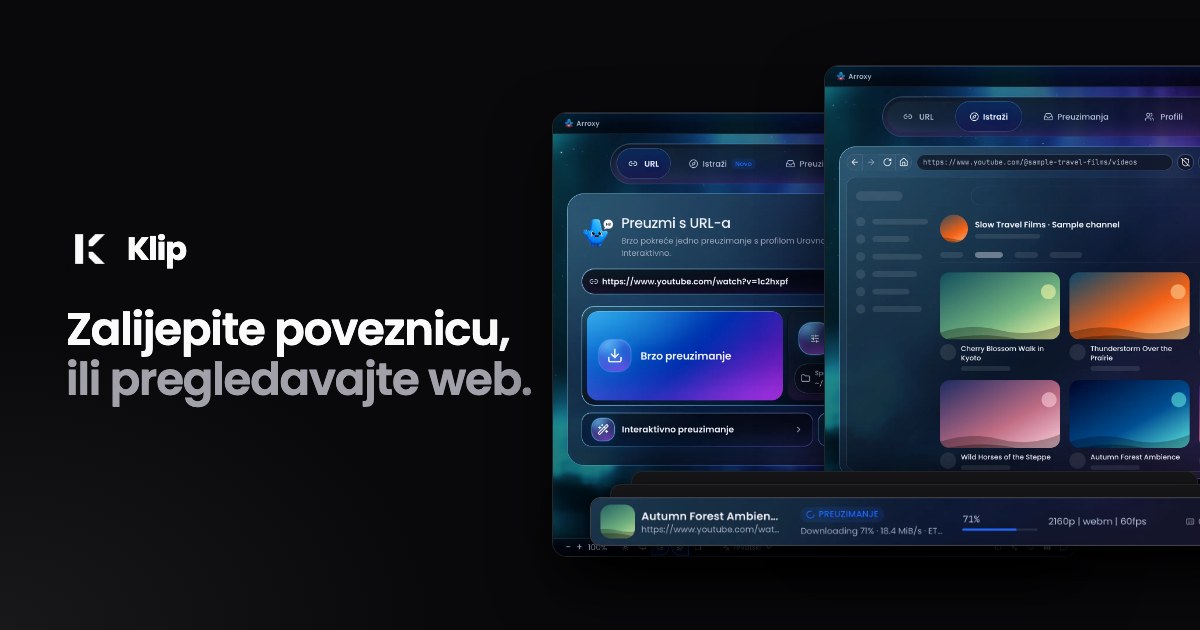 Klip
Zalijepite poveznicu,
ili pregledavajte web.
Arroxy
URL
Istraži
Novo
Preuzi
Preuzmi s URL-a
Brzo pokreće jedno preuzimanje s profilom Uravno
interaktivno.
https://www.youtube.com/watch?v=1c2hxpf
Brzo preuzimanje
Interaktivno preuzimanje
Arroxy
URL
Istraži
Preuzimanja
Profili
https://www.youtube.com/@sample-travel-films/videos
Slow Travel Films · Sample channel
Cherry Blossom Walk in
Kyoto
Thunderstorm Over the
Prairie
Wild Horses of the Steppe
Autumn Forest Ambience
Autumn Forest Ambien...
https://www.youtube.com/wat...
PREUZIMANJE
Downloading 71% · 18.4 MiB/s · ET...
71%
2160p | webm | 60fps
− + 100%